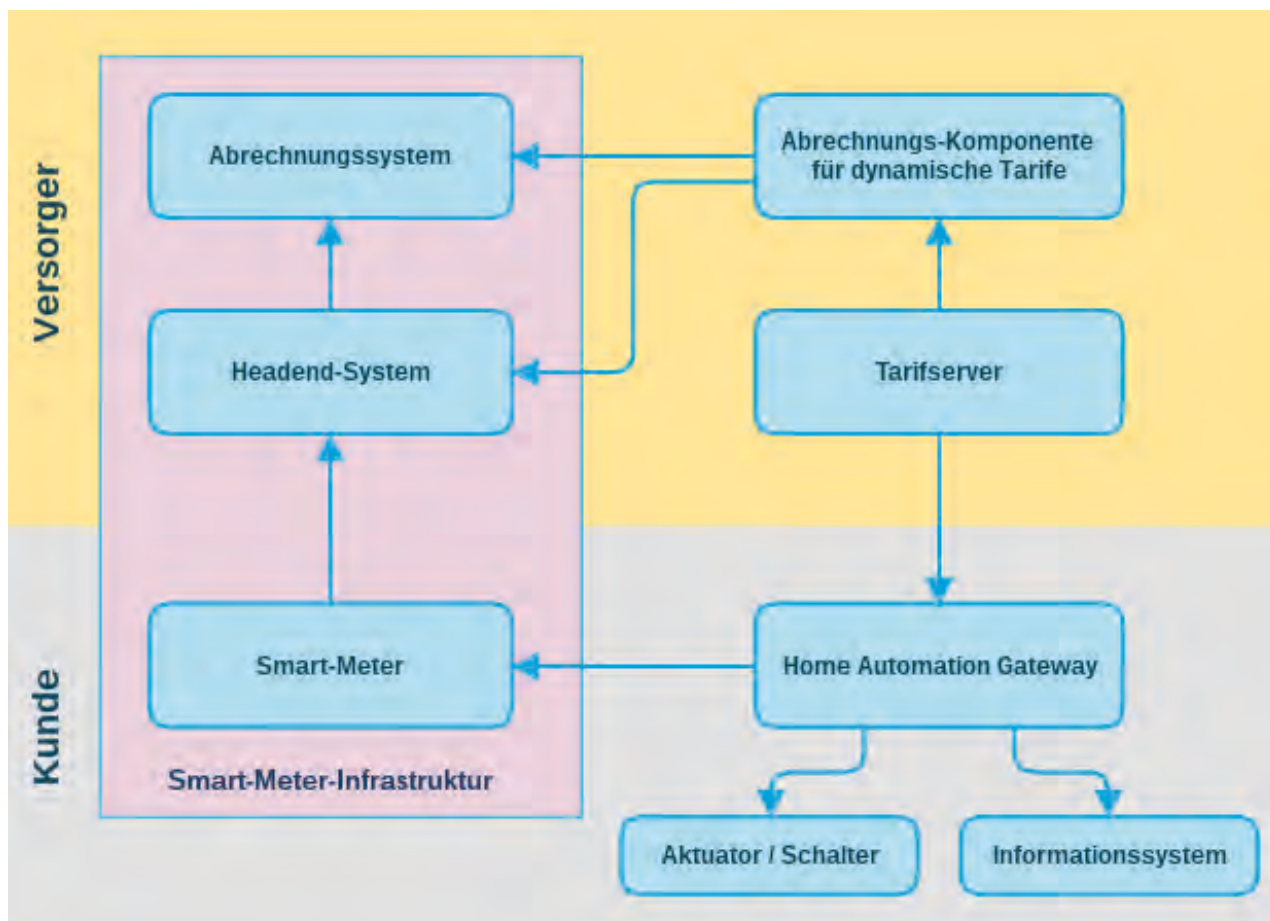 Versorger
Abrechnungssystem
Abrechnungs-Komponente
für dynamische Tarife
Headend-System
Tarifserver
Kunde
Smart-Meter
Home Automation Gateway
Smart-Meter-Infrastruktur
Aktuator / Schalter
Informationssystem